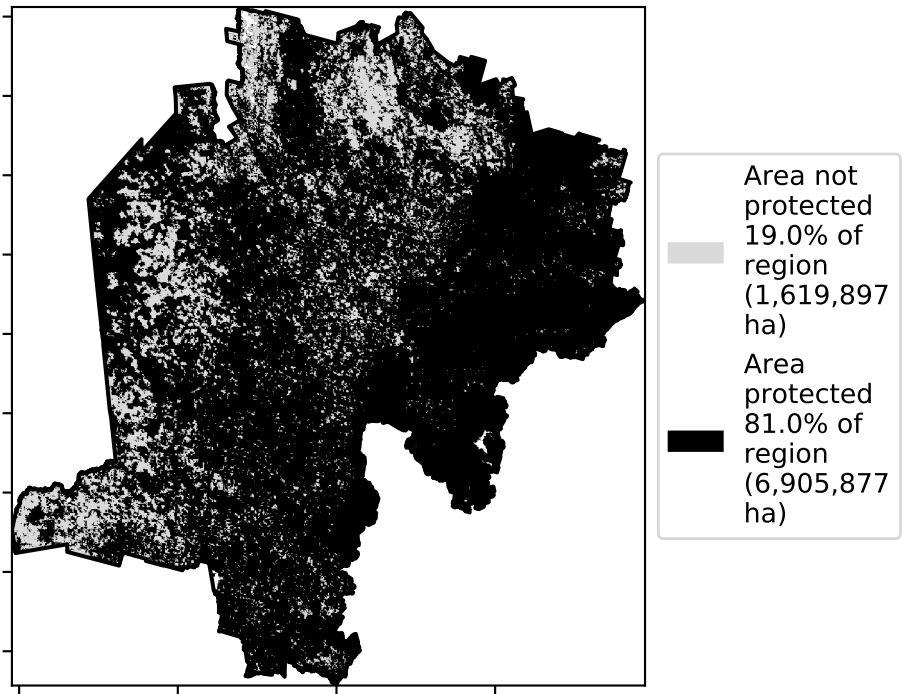 Area not
protected
19.0% of
region
(1,619,897
ha)
Area
protected
81.0% of
region
(6,905,877
ha)